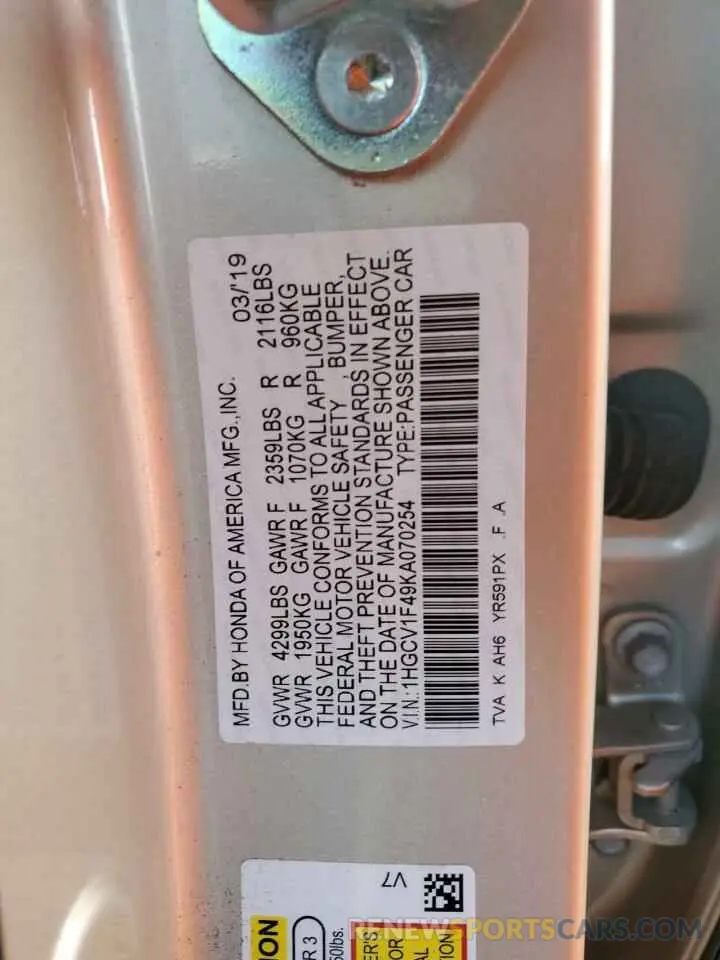 MFD.BY HONDA OF AMERICA MFG.,INC. 03/'19
GVWR 4299LBS GAWR F 2359LBS R 2116LBS
GVWR 1950KG GAWR F 1070KG R 960KG
THIS VEHICLE CONFORMS TO ALL APPLICABLE
FEDERAL MOTOR VEHICLE SAFETY , BUMPER,
AND THEFT PREVENTION STANDARDS IN EFFECT
ON THE DATE OF MANUFACTURE SHOWN ABOVE.
V.I.N.: 1HGCV1F49KA070254 TYPE:PASSENGER CAR
TVA K AH6 YR591PX .F .A
V7
RENEWSPORTCARS.COM